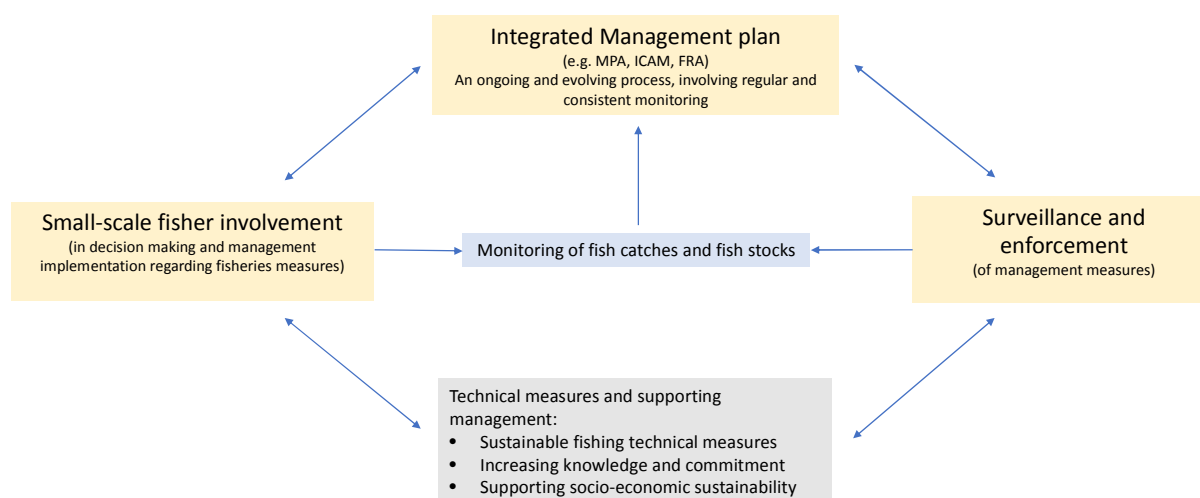 Integrated Management plan
(e.g. MPA, ICAM, FRA)
An ongoing and evolving process, involving regular and
consistent monitoring
Small-scale fisher involvement
(in decision making and management
implementation regarding fisheries measures)
Monitoring of fish catches and fish stocks
Surveillance and
enforcement
(of management measures)
Technical measures and supporting
management:
• Sustainable fishing technical measures
• Increasing knowledge and commitment
• Supporting socio-economic sustainability